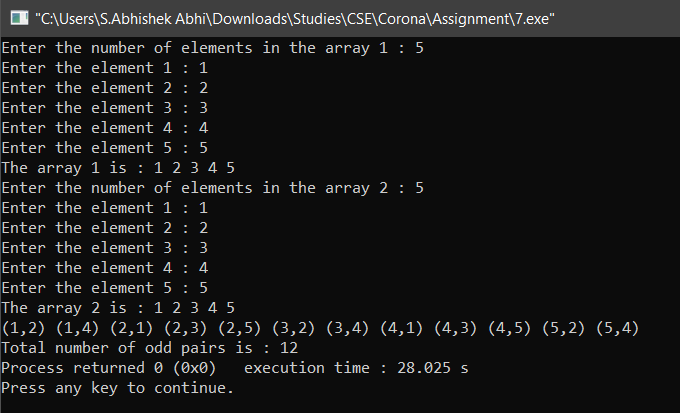 "C:\Users\S.Abhishek Abhi\Downloads\Studies\CSE\Corona\Assignment\7.exe"
Enter the number of elements in the array 1 : 5
Enter the element 1 : 1
Enter the element 2 : 2
Enter the element 3 : 3
Enter the element 4 : 4
Enter the element 5 : 5
The array 1 is : 1 2 3 4 5
Enter the number of elements in the array 2 : 5
Enter the element 1 : 1
Enter the element 2 : 2
Enter the element 3 : 3
Enter the element 4 : 4
Enter the element 5 : 5
The array 2 is : 1 2 3 4 5
(1,2) (1,4) (2,1) (2,3) (2,5) (3,2) (3,4) (4,1) (4,3) (4,5) (5,2) (5,4)
Total number of odd pairs is : 12
Process returned 0 (0x0)   execution time : 28.025 s
Press any key to continue.